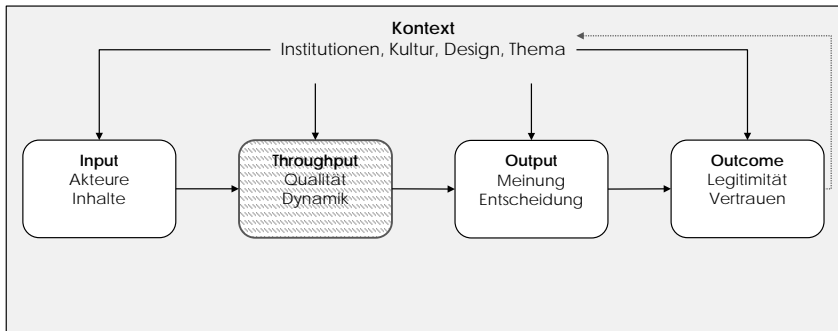 Kontext
Institutionen, Kultur, Design, Thema
Input
Akteure
Inhalte
Throughput
Qualität
Dynamik
Output
Meinung
Entscheidung
Outcome
Legitimität
Vertrauen